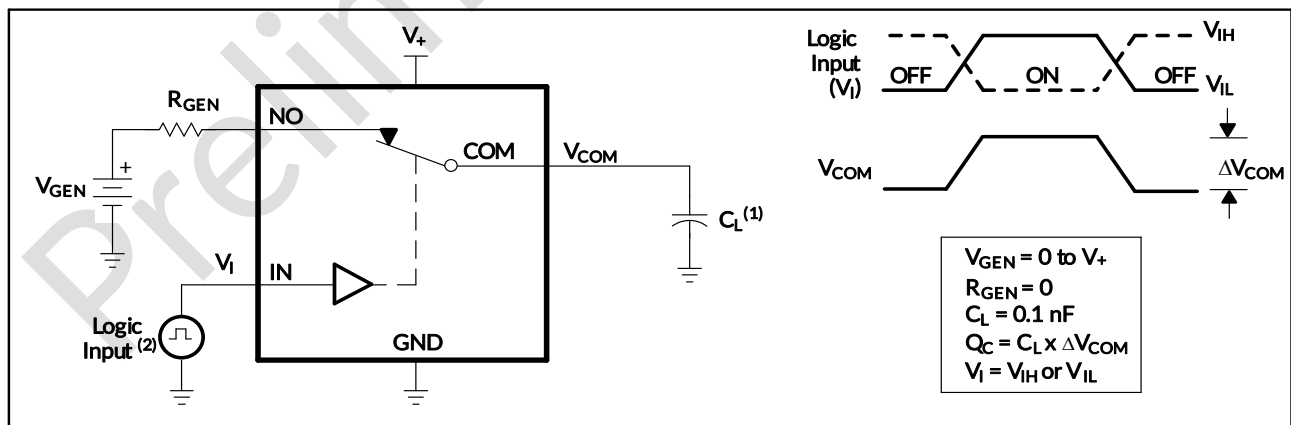 Prelim
V+
RGEN
NO
COM
VCOM
VGEN
+
CL(1)
VI
IN
Logic
Input (2)
GND
Logic
Input
(VI)
OFF
ON
OFF
VIH
VIL
VCOM
ΔVCOM
VGEN = 0 to V+
RGEN = 0
CL = 0.1 nF
QC = CL x ΔVCOM
VI = VIH or VIL